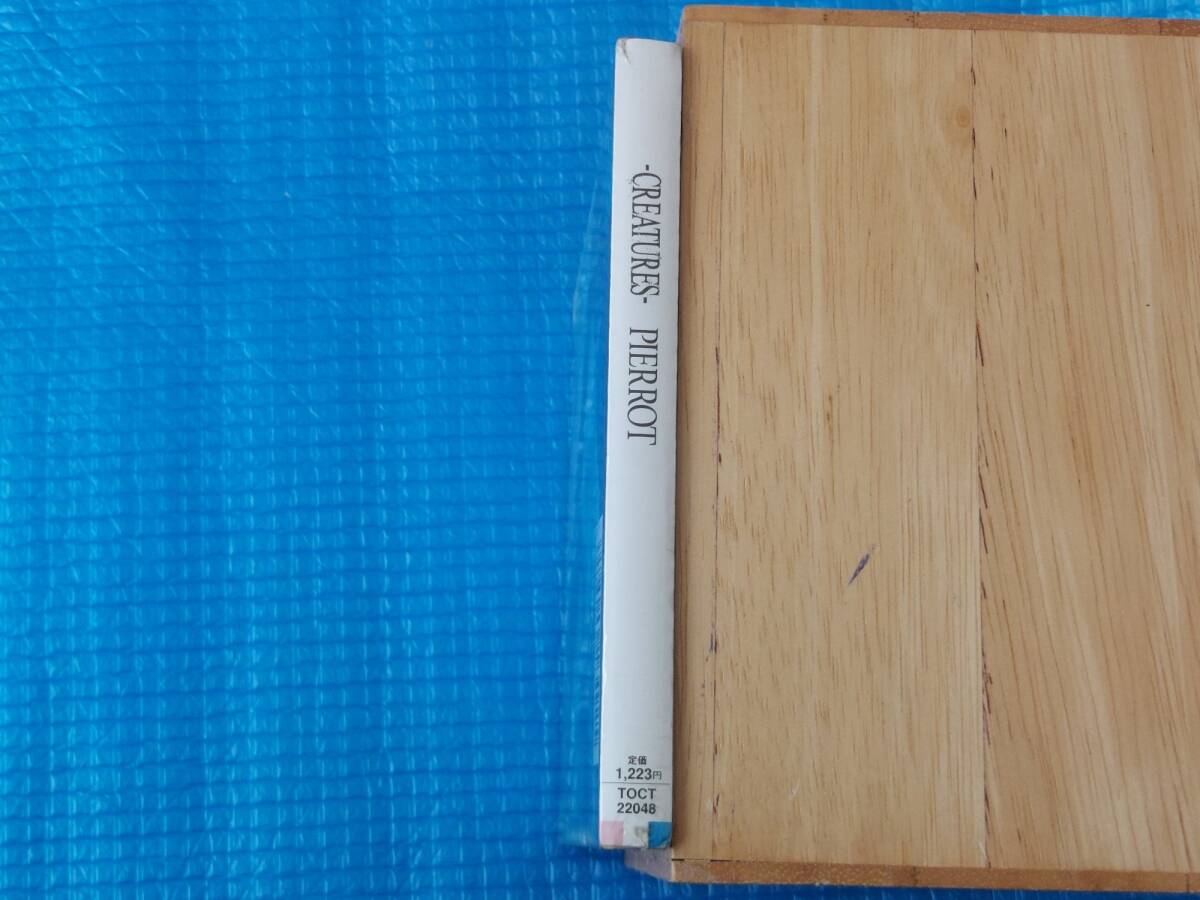 -CREATURES- PIERROT
定価
1,223円
TOCT
22048